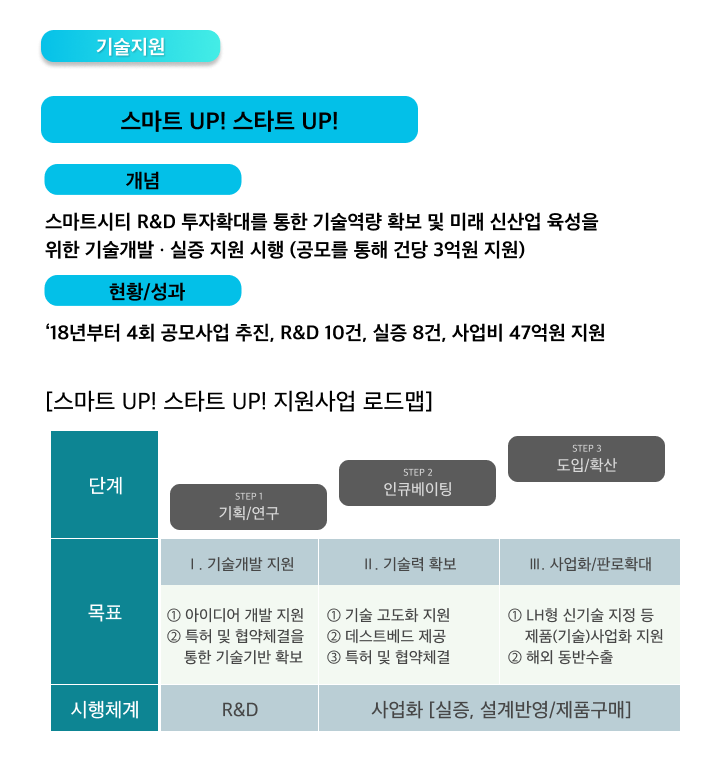 기술지원
스마트 UP! 스타트 UP!
개념
스마트시티 R&D 투자확대를 통한 기술역량 확보 및 미래 신산업 육성을
위한 기술개발 · 실증 지원 시행 (공모를 통해 건당 3억원 지원)
현황/성과
‘18년부터 4회 공모사업 추진, R&D 10건, 실증 8건, 사업비 47억원 지원
[스마트 UP! 스타트 UP! 지원사업 로드맵]
단계
STEP 1
기획/연구
STEP 2
인큐베이팅
STEP 3
도입/확산
목표
Ⅰ. 기술개발 지원
① 아이디어 개발 지원
② 특허 및 협약체결을
통한 기술기반 확보
Ⅱ. 기술력 확보
① 기술 고도화 지원
② 데스트베드 제공
③ 특허 및 협약체결
Ⅲ. 사업화/판로확대
① LH형 신기술 지정 등
제품(기술)사업화 지원
② 해외 동반수출
시행체계
R&D
사업화 [실증, 설계반영/제품구매]